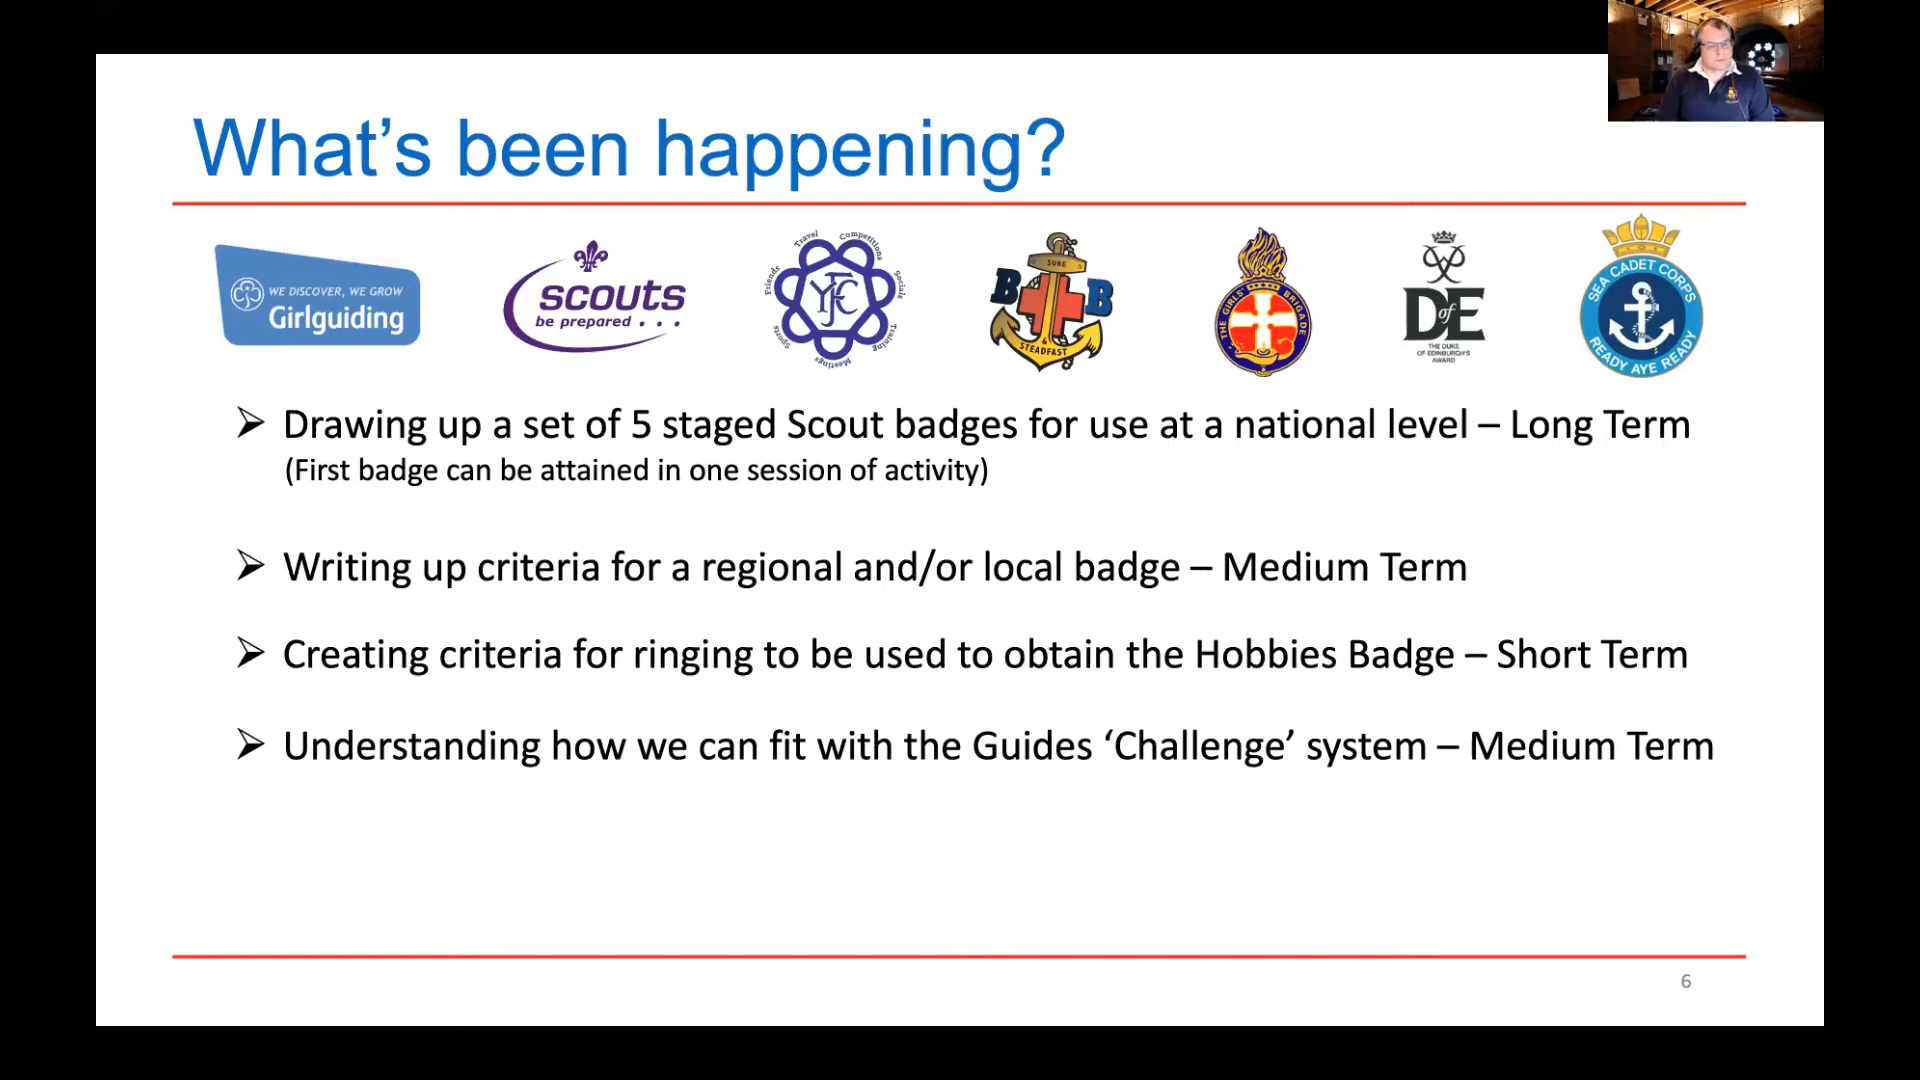 What’s been happening?
WE DISCOVER, WE GROW
Girlguiding
scouts
be prepared . . .
Travel
Competitions
Socials
Training
Meetings
Sports
Friends
YFC
B B
SURE
&
STEADFAST
THE GIRLS' BRIGADE
DofE
THE DUKE
OF EDINBURGH'S
AWARD
SEA CADET CORPS
READY AYE READY
➢ Drawing up a set of 5 staged Scout badges for use at a national level – Long Term
(First badge can be attained in one session of activity)
➢ Writing up criteria for a regional and/or local badge – Medium Term
➢ Creating criteria for ringing to be used to obtain the Hobbies Badge – Short Term
➢ Understanding how we can fit with the Guides ‘Challenge’ system – Medium Term
6